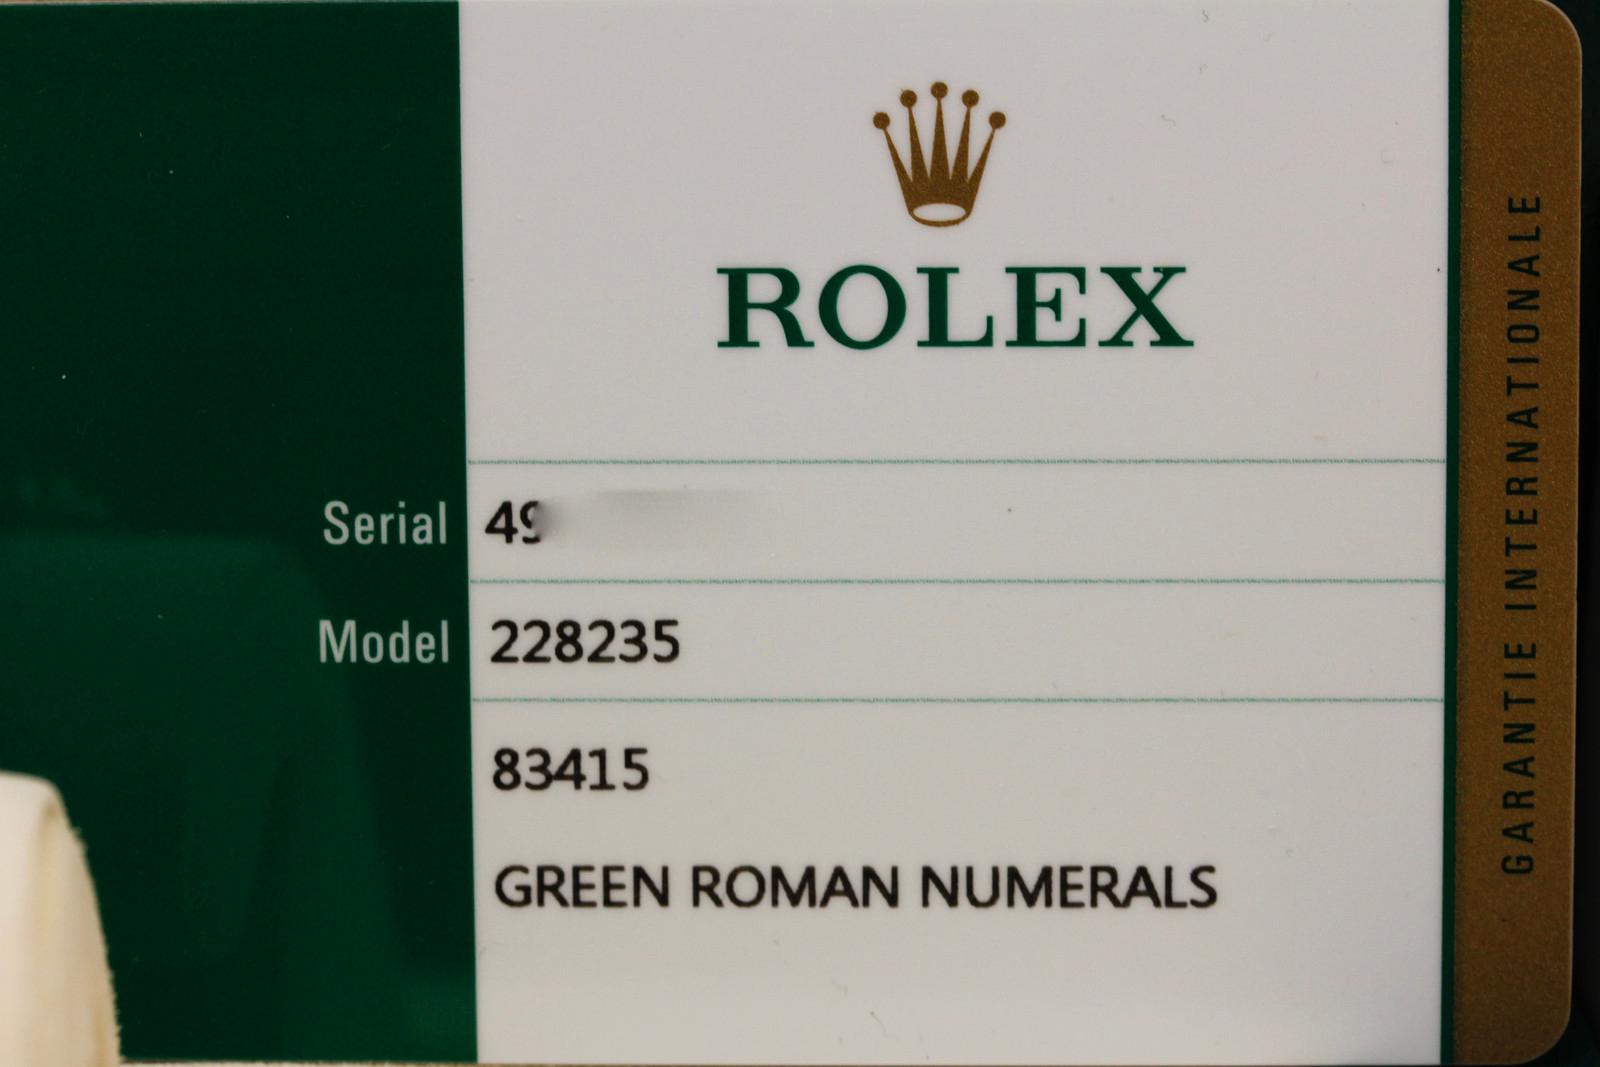 ROLEX
Serial 49
Model 228235
83415
GREEN ROMAN NUMERALS
GARANTIE INTERNATIONALE